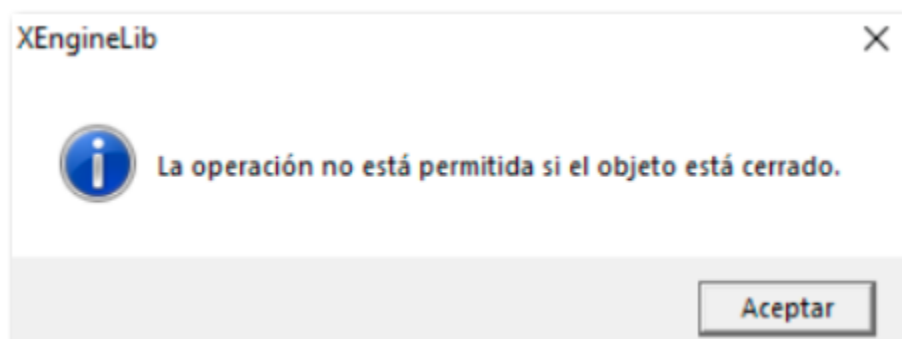 XEngineLib
La operación no está permitida si el objeto está cerrado.
Aceptar